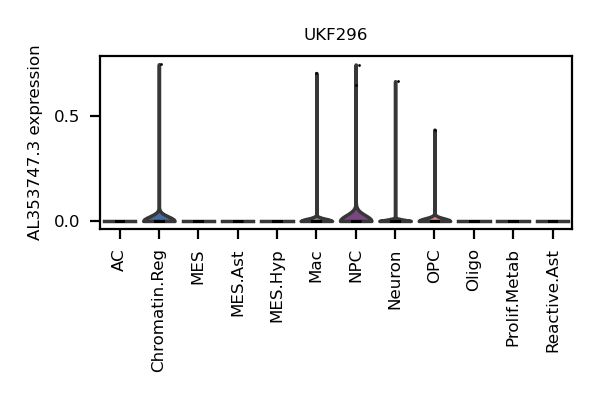 UKF296
AL353747.3 expression
0.5
0.0
AC
Chromatin.Reg
MES
MES.Ast
MES.Hyp
Mac
NPC
Neuron
OPC
Oligo
Prolif.Metab
Reactive.Ast